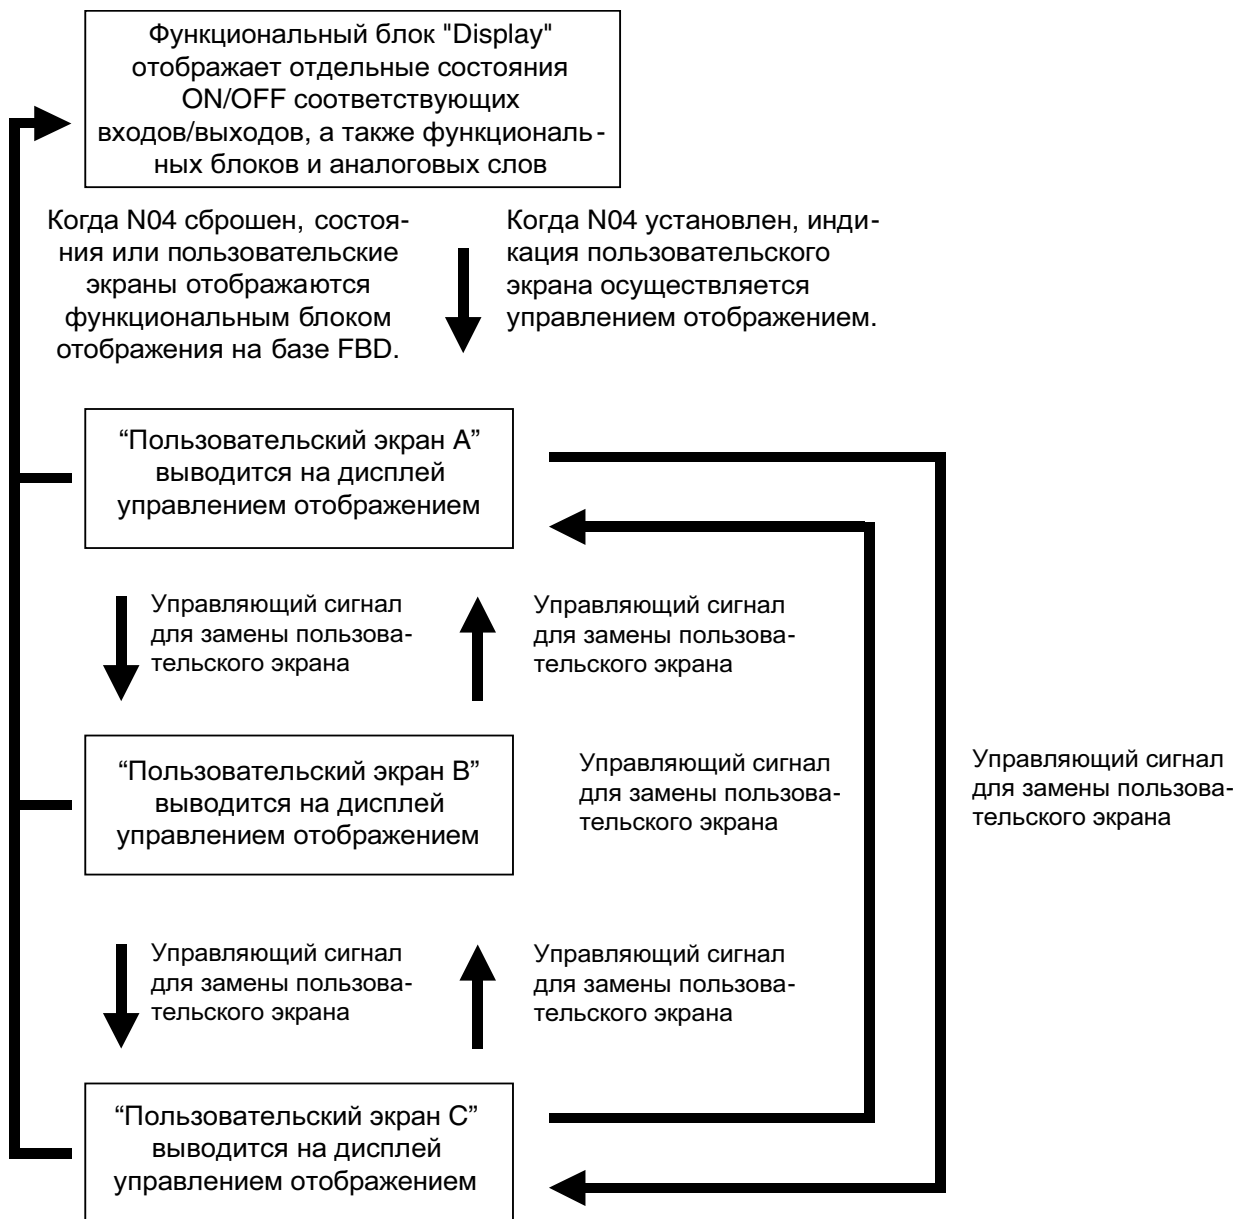 Функциональный блок "Display"
отображает отдельные состояния
ON/OFF соответствующих
входов/выходов, а также функциональ-
ных блоков и аналоговых слов
Когда N04 сброшен, состоя-
ния или пользовательские
экраны отображаются
функциональным блоком
отображения на базе FBD.
Когда N04 установлен, инди-
кация пользовательского
экрана осуществляется
управлением отображением.
“Пользовательский экран A”
выводится на дисплей
управлением отображением
Управляющий сигнал
для замены пользова-
тельского экрана
Управляющий сигнал
для замены пользова-
тельского экрана
“Пользовательский экран B”
выводится на дисплей
управлением отображением
Управляющий сигнал
для замены пользова-
тельского экрана
Управляющий сигнал
для замены пользова-
тельского экрана
Управляющий сигнал
для замены пользова-
тельского экрана
Управляющий сигнал
для замены пользова-
тельского экрана
“Пользовательский экран C”
выводится на дисплей
управлением отображением